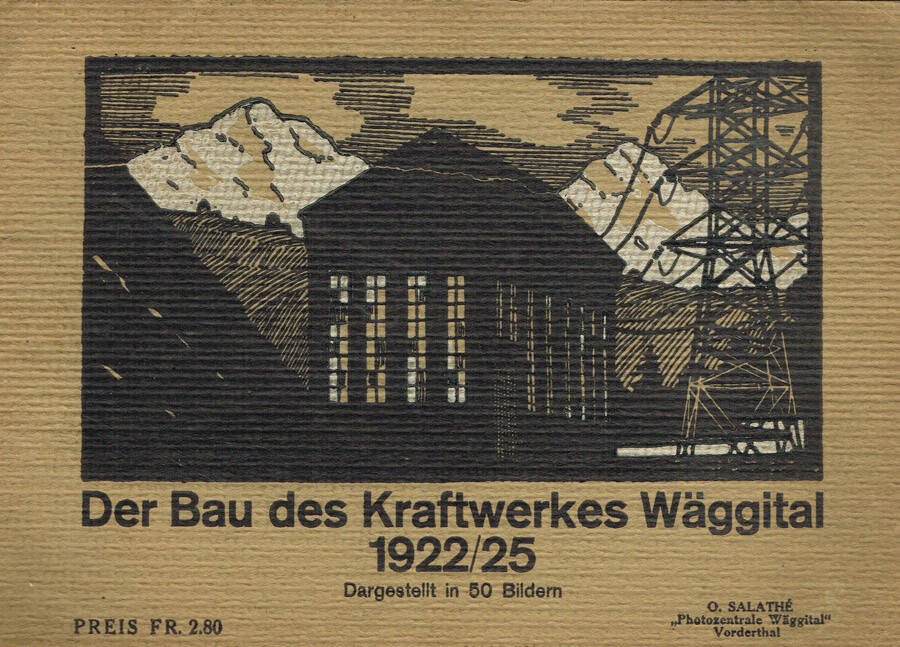 Der Bau des Kraftwerkes Wäggital
1922/25
Dargestellt in 50 Bildern
PREIS FR. 2.80
O. SALATHÉ
„Photozentrale Wäggital“
Vorderthal